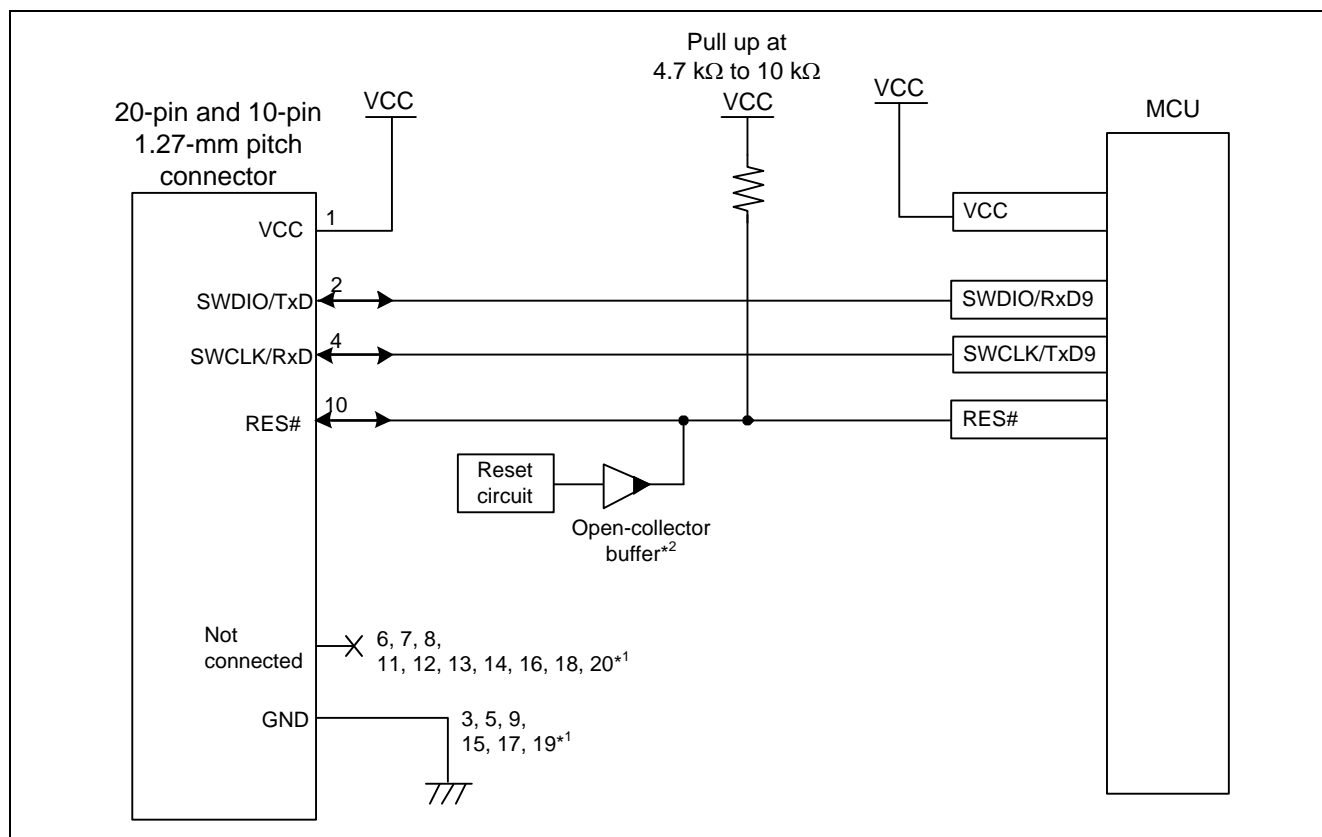 Pull up at
4.7 kΩ to 10 kΩ
VCC
VCC
VCC
20-pin and 10-pin
1.27-mm pitch
connector
MCU
VCC
1
VCC
SWDIO/TxD
2
SWDIO/RxD9
SWCLK/RxD
4
SWCLK/TxD9
RES#
10
RES#
Reset
circuit
Open-collector
buffer*2
Not
connected
6, 7, 8,
11, 12, 13, 14, 16, 18, 20*1
GND
3, 5, 9,
15, 17, 19*1